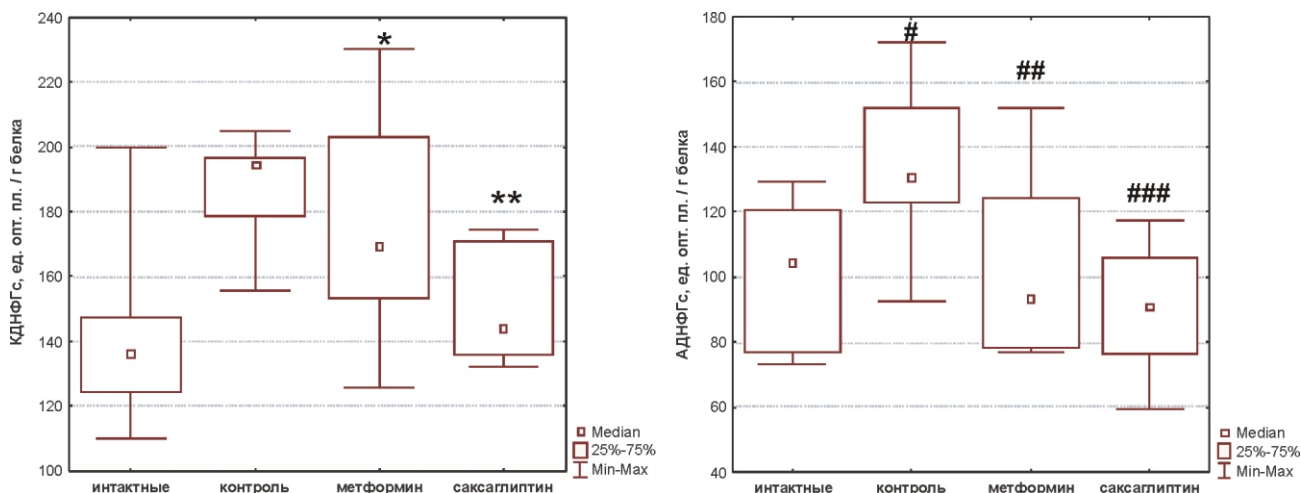 КДНФГс, ед. опт. пл. / г белка
240
220
200
180
160
140
120
100
*
**
интактные контроль метформин саксаглиптин
Median
25%-75%
Min-Max
АДНФГс, ед. опт. пл. / г белка
180
160
140
120
100
80
60
40
#
##
###
интактные контроль метформин саксаглиптин
Median
25%-75%
Min-Max